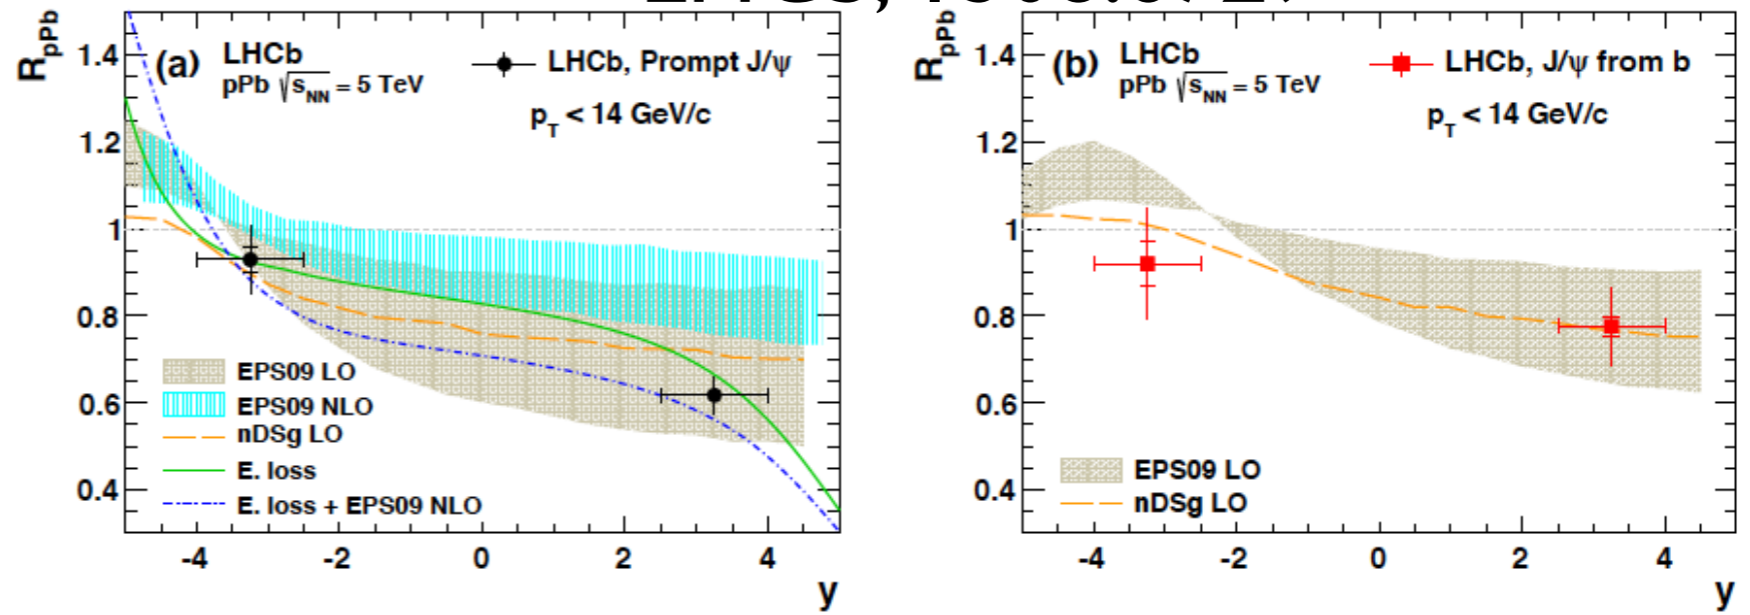 R_pPb
1.4
1.2
1
0.8
0.6
0.4
(a)
LHCb
pPb √s_NN = 5 TeV
LHCb, Prompt J/ψ
p_T < 14 GeV/c
EPS09 LO
EPS09 NLO
nDSg LO
E. loss
E. loss + EPS09 NLO
-4 -2 0 2 4
y
R_pPb
1.4
1.2
1
0.8
0.6
0.4
(b)
LHCb
pPb √s_NN = 5 TeV
LHCb, J/ψ from b
p_T < 14 GeV/c
EPS09 LO
nDSg LO
-4 -2 0 2 4
y